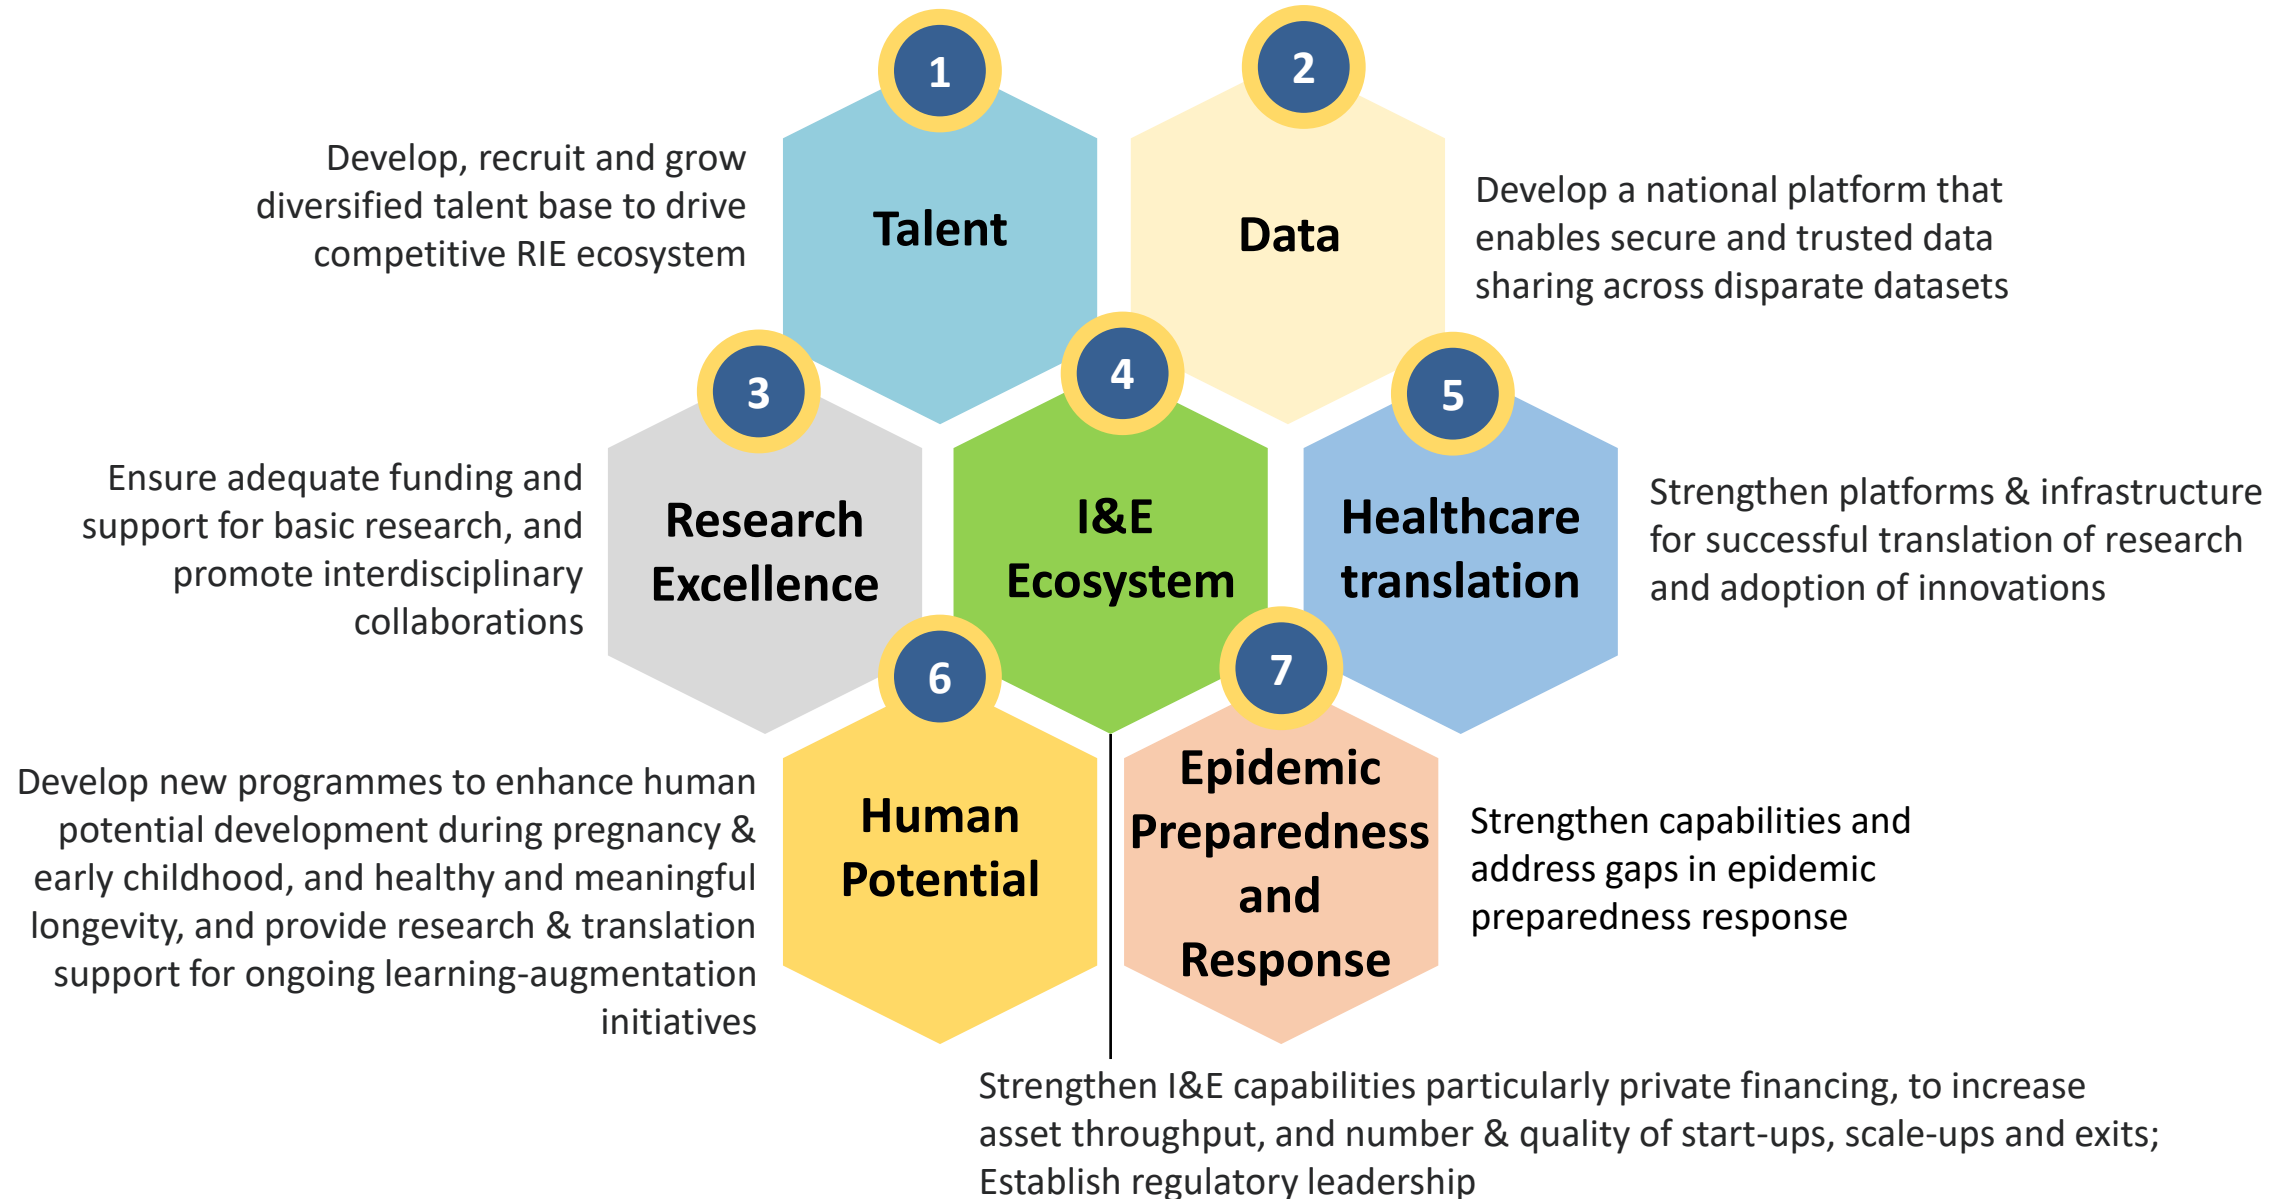 1
Talent
Develop, recruit and grow
diversified talent base to drive
competitive RIE ecosystem
2
Data
Develop a national platform that
enables secure and trusted data
sharing across disparate datasets
3
Research
Excellence
Ensure adequate funding and
support for basic research, and
promote interdisciplinary
collaborations
4
I&E
Ecosystem
5
Healthcare
translation
Strengthen platforms & infrastructure
for successful translation of research
and adoption of innovations
6
Human
Potential
Develop new programmes to enhance human
potential development during pregnancy &
early childhood, and healthy and meaningful
longevity, and provide research & translation
support for ongoing learning-augmentation
initiatives
7
Epidemic
Preparedness
and
Response
Strengthen capabilities and
address gaps in epidemic
preparedness response
Strengthen I&E capabilities particularly private financing, to increase
asset throughput, and number & quality of start-ups, scale-ups and exits;
Establish regulatory leadership